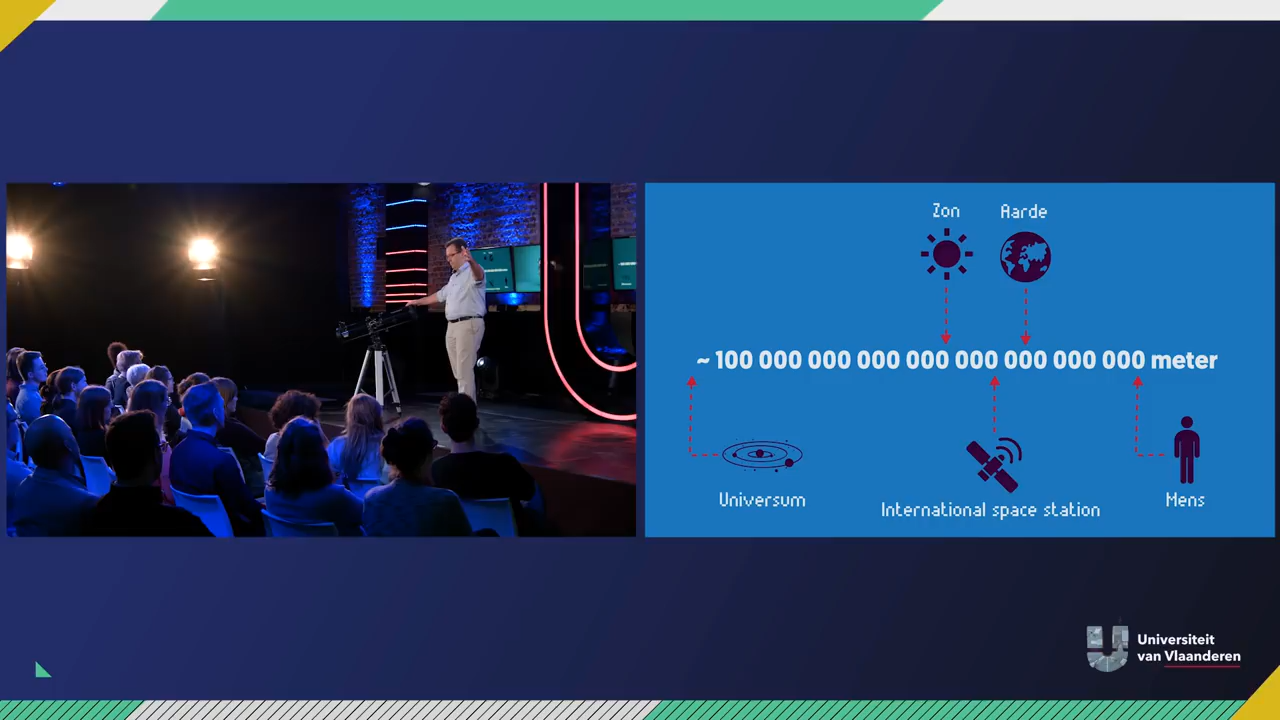 Zon Aarde
~ 100 000 000 000 000 000 000 000 000 meter
Universum
International space station
Mens
Universiteit
van Vlaanderen